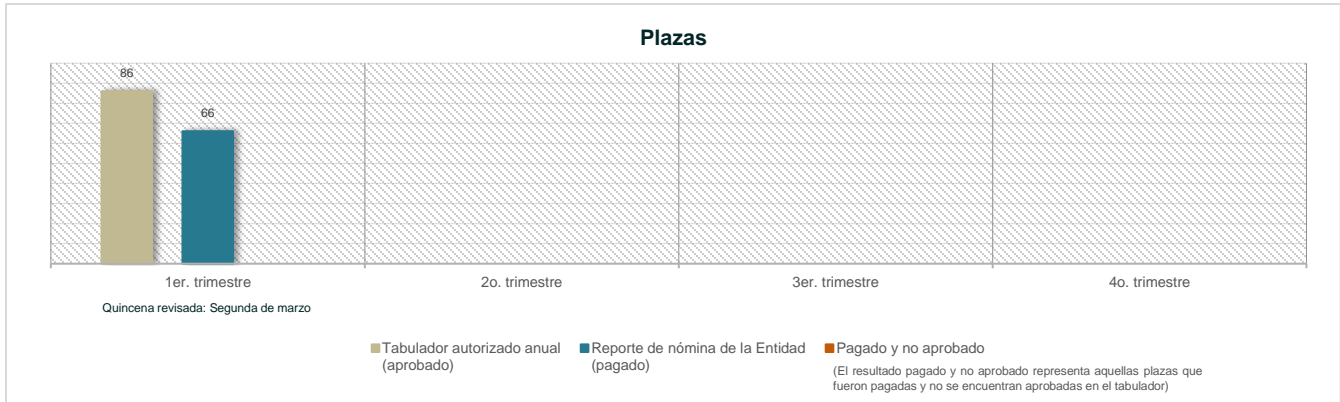 Plazas
86
66
1er. trimestre
2o. trimestre
3er. trimestre
4o. trimestre
Quincena revisada: Segunda de marzo
Tabulador autorizado anual
(aprobado)
Reporte de nómina de la Entidad
(pagado)
Pagado y no aprobado
(El resultado pagado y no aprobado representa aquellas plazas que
fueron pagadas y no se encuentran aprobadas en el tabulador)